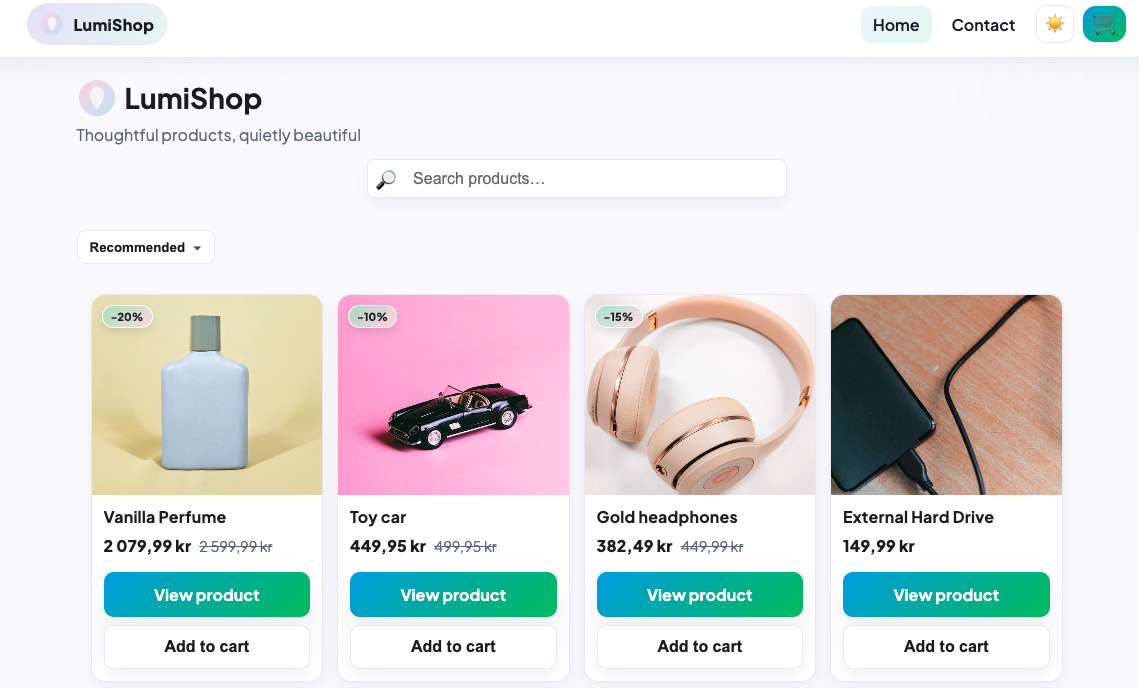 LumiShop Home Contact
LumiShop
Thoughtful products, quietly beautiful
Search products...
Recommended
-20% -10% -15%
Vanilla Perfume Toy car Gold headphones External Hard Drive
2 079,99 kr 2 599,99 kr 449,95 kr 499,95 kr 382,49 kr 449,99 kr 149,99 kr
View product View product View product View product
Add to cart Add to cart Add to cart Add to cart